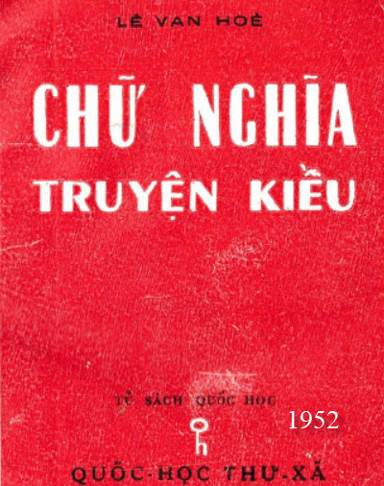 LÊ VĂN HOÈ
CHỮ NGHĨA
TRUYỆN KIỀU
TỦ SÁCH QUỐC HỌC
1952
QUỐC-HỌC THƯ-XÃ